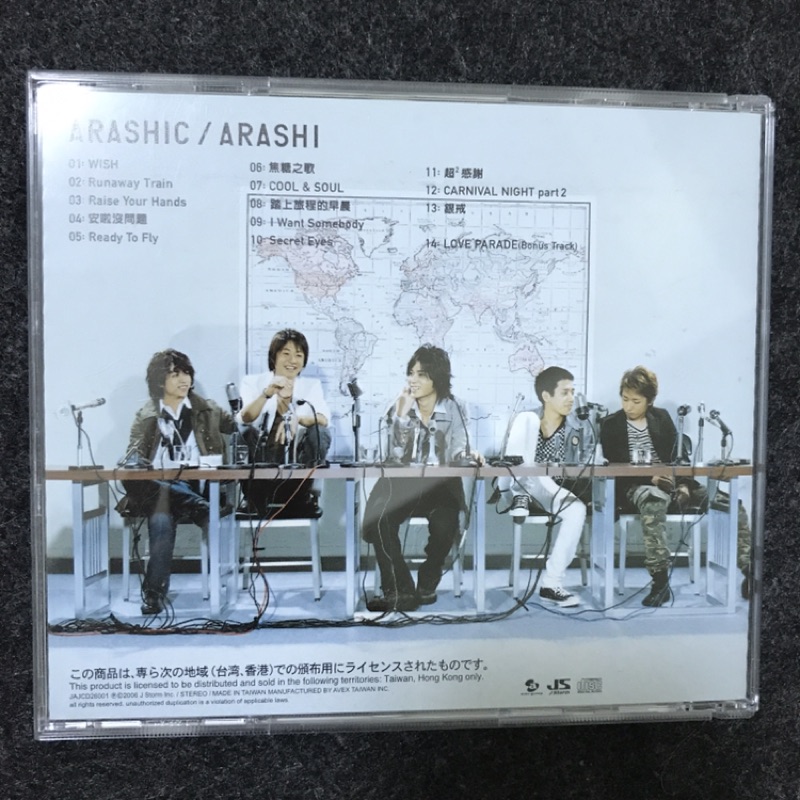 ARASHIC / ARASHI
01: WISH
02: Runaway Train
03: Raise Your Hands
04: 安啦沒問題
05: Ready To Fly
06: 焦糖之歌
07: COOL & SOUL
08: 踏上旅程的早晨
09: I Want Somebody
10: Secret Eyes
11: 超²感謝
12: CARNIVAL NIGHT part2
13: 銀戒
14: LOVE PARADE(Bonus Track)
この商品は、専ら次の地域(台湾、香港)での頒布用にライセンスされたものです。
This product is licensed to be distributed and sold in the following territories: Taiwan, Hong Kong only.
JAJCD26001 ℗©2006 J Storm Inc. / STEREO / MADE IN TAIWAN MANUFACTURED BY AVEX TAIWAN INC.
all rights reserved. unauthorized duplication is a violation of applicable laws.
JS